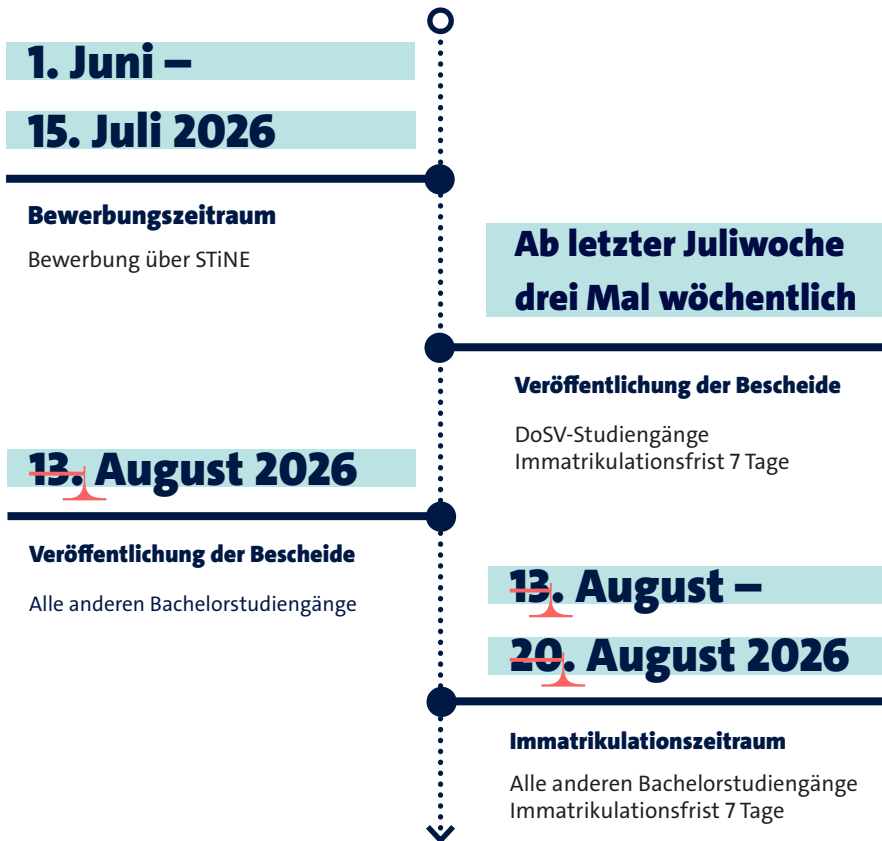 1. Juni –
15. Juli 2026
Bewerbungszeitraum
Bewerbung über STiNE
Ab letzter Juliwoche
drei Mal wöchentlich
Veröffentlichung der Bescheide
DoSV-Studiengänge
Immatrikulationsfrist 7 Tage
13. August 2026
Veröffentlichung der Bescheide
Alle anderen Bachelorstudiengänge
13. August –
20. August 2026
Immatrikulationszeitraum
Alle anderen Bachelorstudiengänge
Immatrikulationsfrist 7 Tage